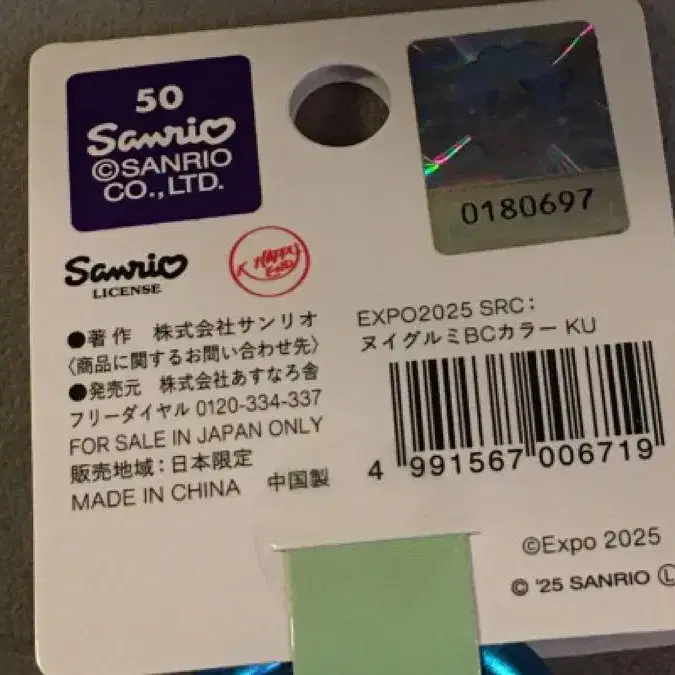 50
Sanrio
©SANRIO
CO.,LTD.
0180697
Sanrio
LICENSE
HAPPY
END
●著作 株式会社サンリオ
〈商品に関するお問い合わせ先〉
●発売元 株式会社あすなろ舎
フリーダイヤル 0120-334-337
FOR SALE IN JAPAN ONLY
販売地域:日本限定
MADE IN CHINA 中国製
EXPO2025 SRC:
ヌイグルミBCカラー KU
4 991567 006719
©Expo 2025
© '25 SANRIO Ⓛ